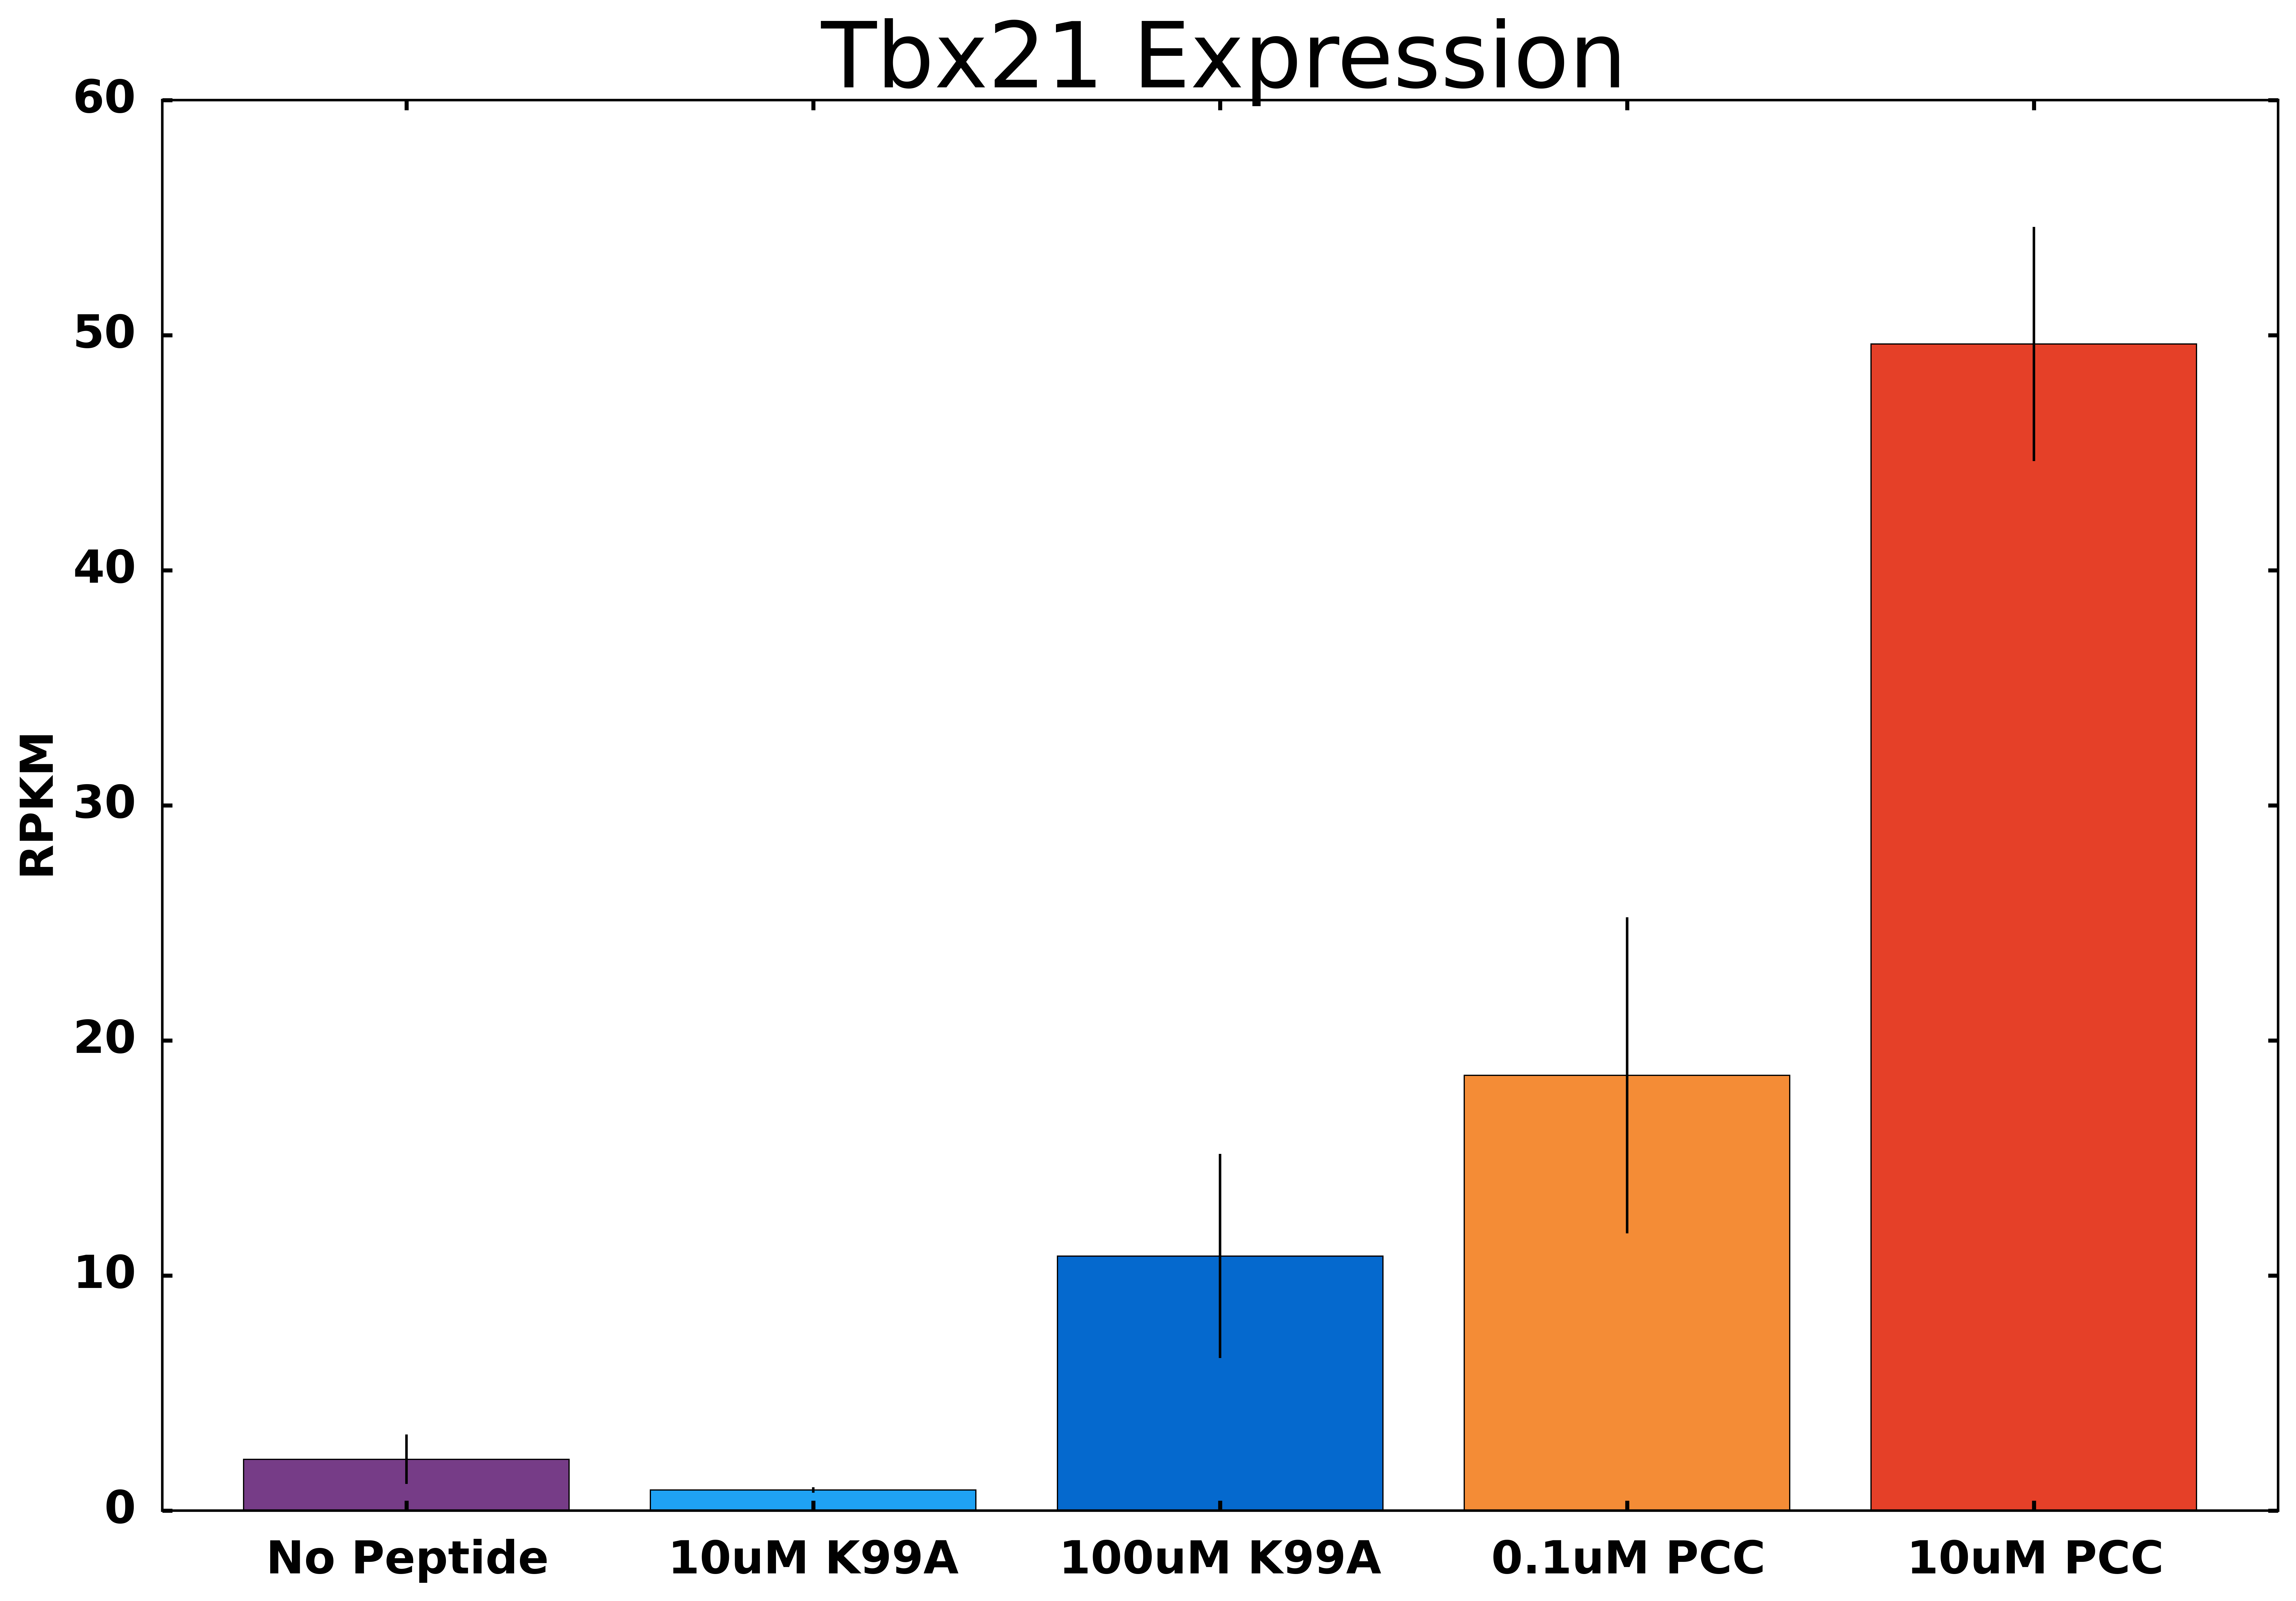 Tbx21 Expression
60
50
40
30
20
10
0
RPKM
No Peptide
10uM K99A
100uM K99A
0.1uM PCC
10uM PCC